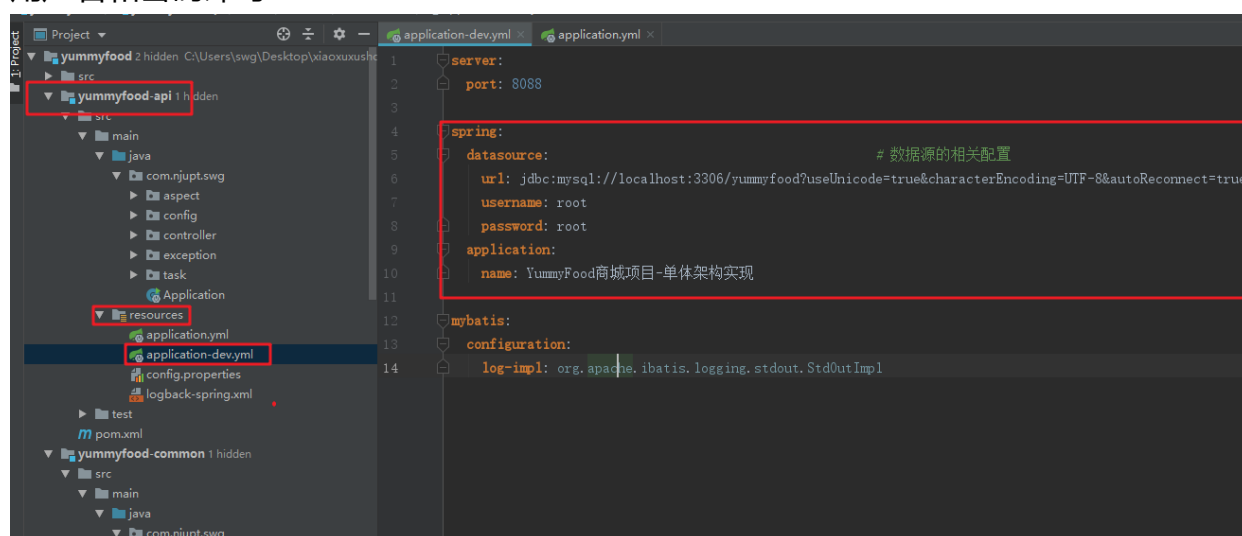 Project
application-dev.yml
application.yml
1: Project
yummyfood 2 hidden C:\Users\swg\Desktop\xiaoxuxusho
src
yummyfood-api 1 hidden
src
main
java
com.njupt.swg
aspect
config
controller
exception
task
Application
resources
application.yml
application-dev.yml
config.properties
logback-spring.xml
test
pom.xml
yummyfood-common 1 hidden
src
main
java
com.njupt.swg
1 server:
2 port: 8088
3
4 spring:
5 datasource: # 数据源的相关配置
6 url: jdbc:mysql://localhost:3306/yummyfood?useUnicode=true&characterEncoding=UTF-8&autoReconnect=true
7 username: root
8 password: root
9 application:
10 name: YummyFood商城项目-单体架构实现
11
12 mybatis:
13 configuration:
14 log-impl: org.apache.ibatis.logging.stdout.StdOutImpl